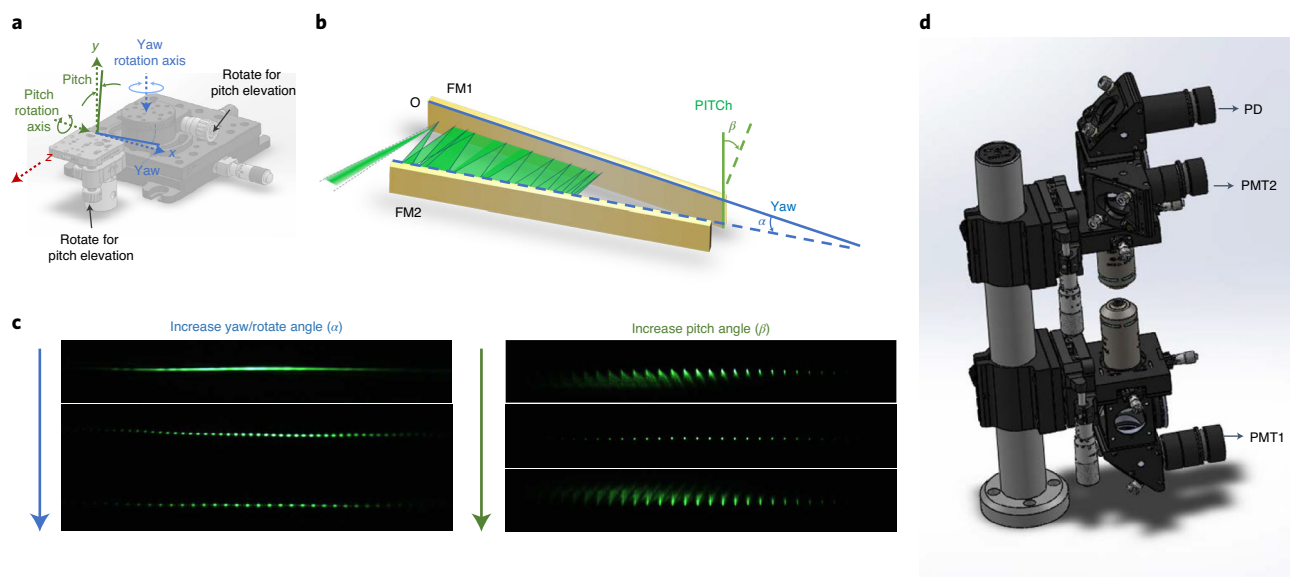 a
y
Yaw
rotation axis
Pitch
Rotate for
pitch elevation
Pitch
rotation
axis
z
x
Yaw
Rotate for
pitch elevation
b
O
FM1
PITCh
β
FM2
Yaw
α
c
Increase yaw/rotate angle (α)
Increase pitch angle (β)
d
PD
PMT2
PMT1